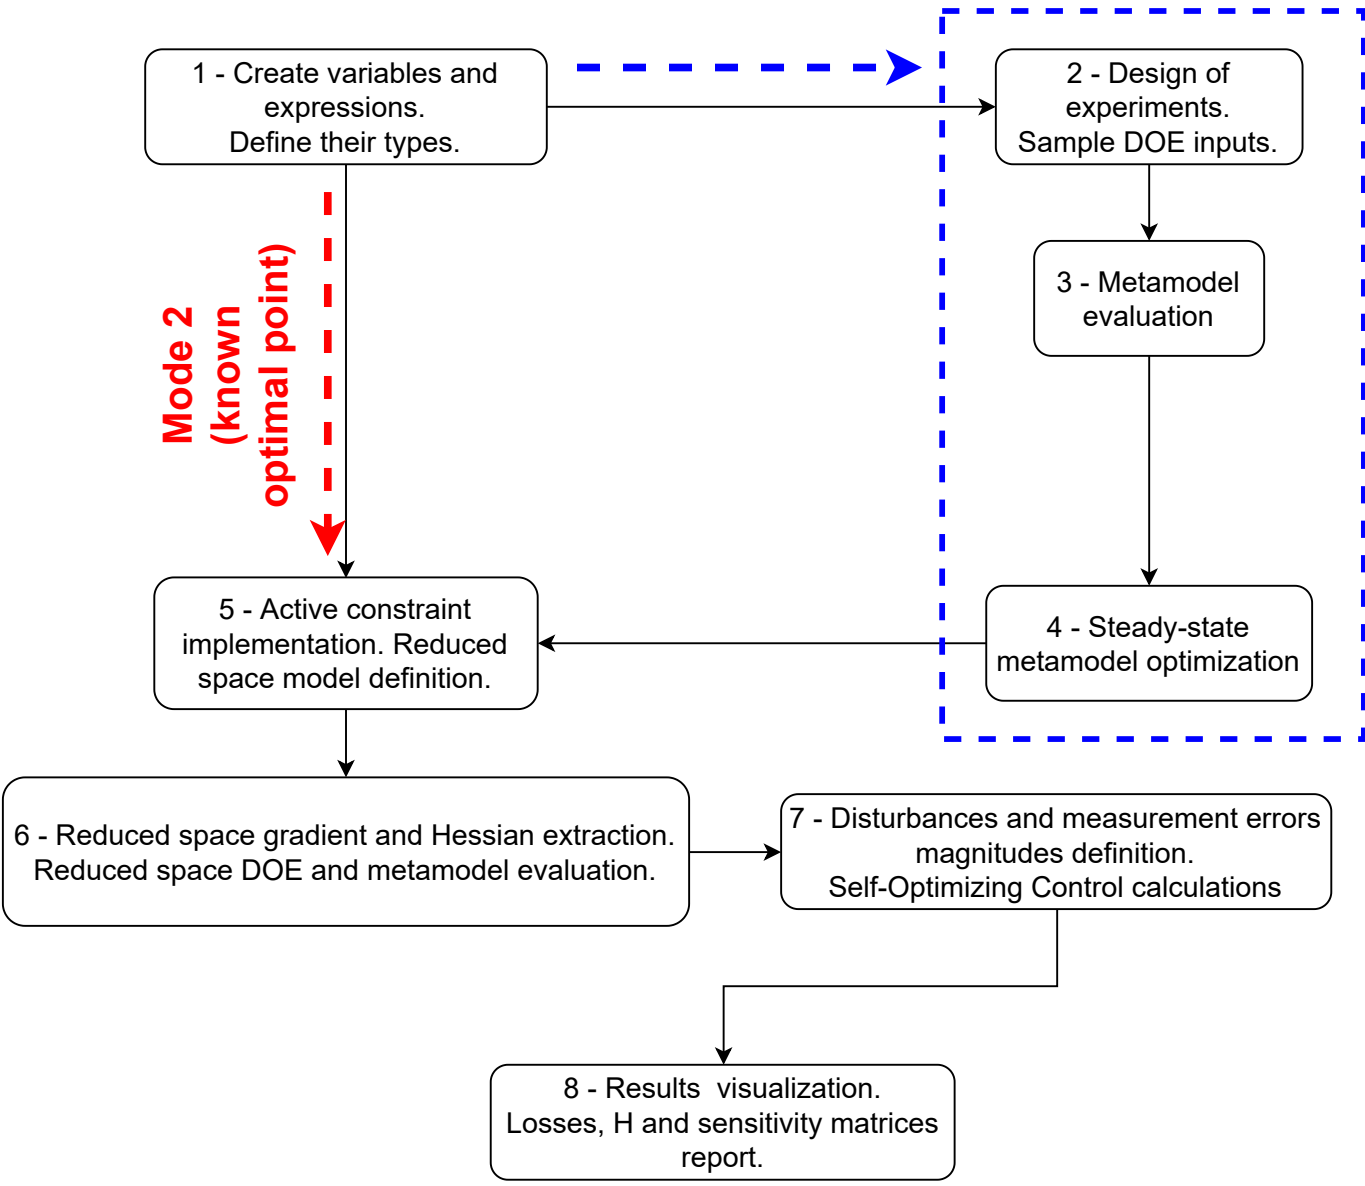 1 - Create variables and
expressions.
Define their types.
2 - Design of
experiments.
Sample DOE inputs.
3 - Metamodel
evaluation
Mode 2
(known
optimal point)
4 - Steady-state
metamodel optimization
5 - Active constraint
implementation. Reduced
space model definition.
6 - Reduced space gradient and Hessian extraction.
Reduced space DOE and metamodel evaluation.
7 - Disturbances and measurement errors
magnitudes definition.
Self-Optimizing Control calculations
8 - Results  visualization.
Losses, H and sensitivity matrices
report.